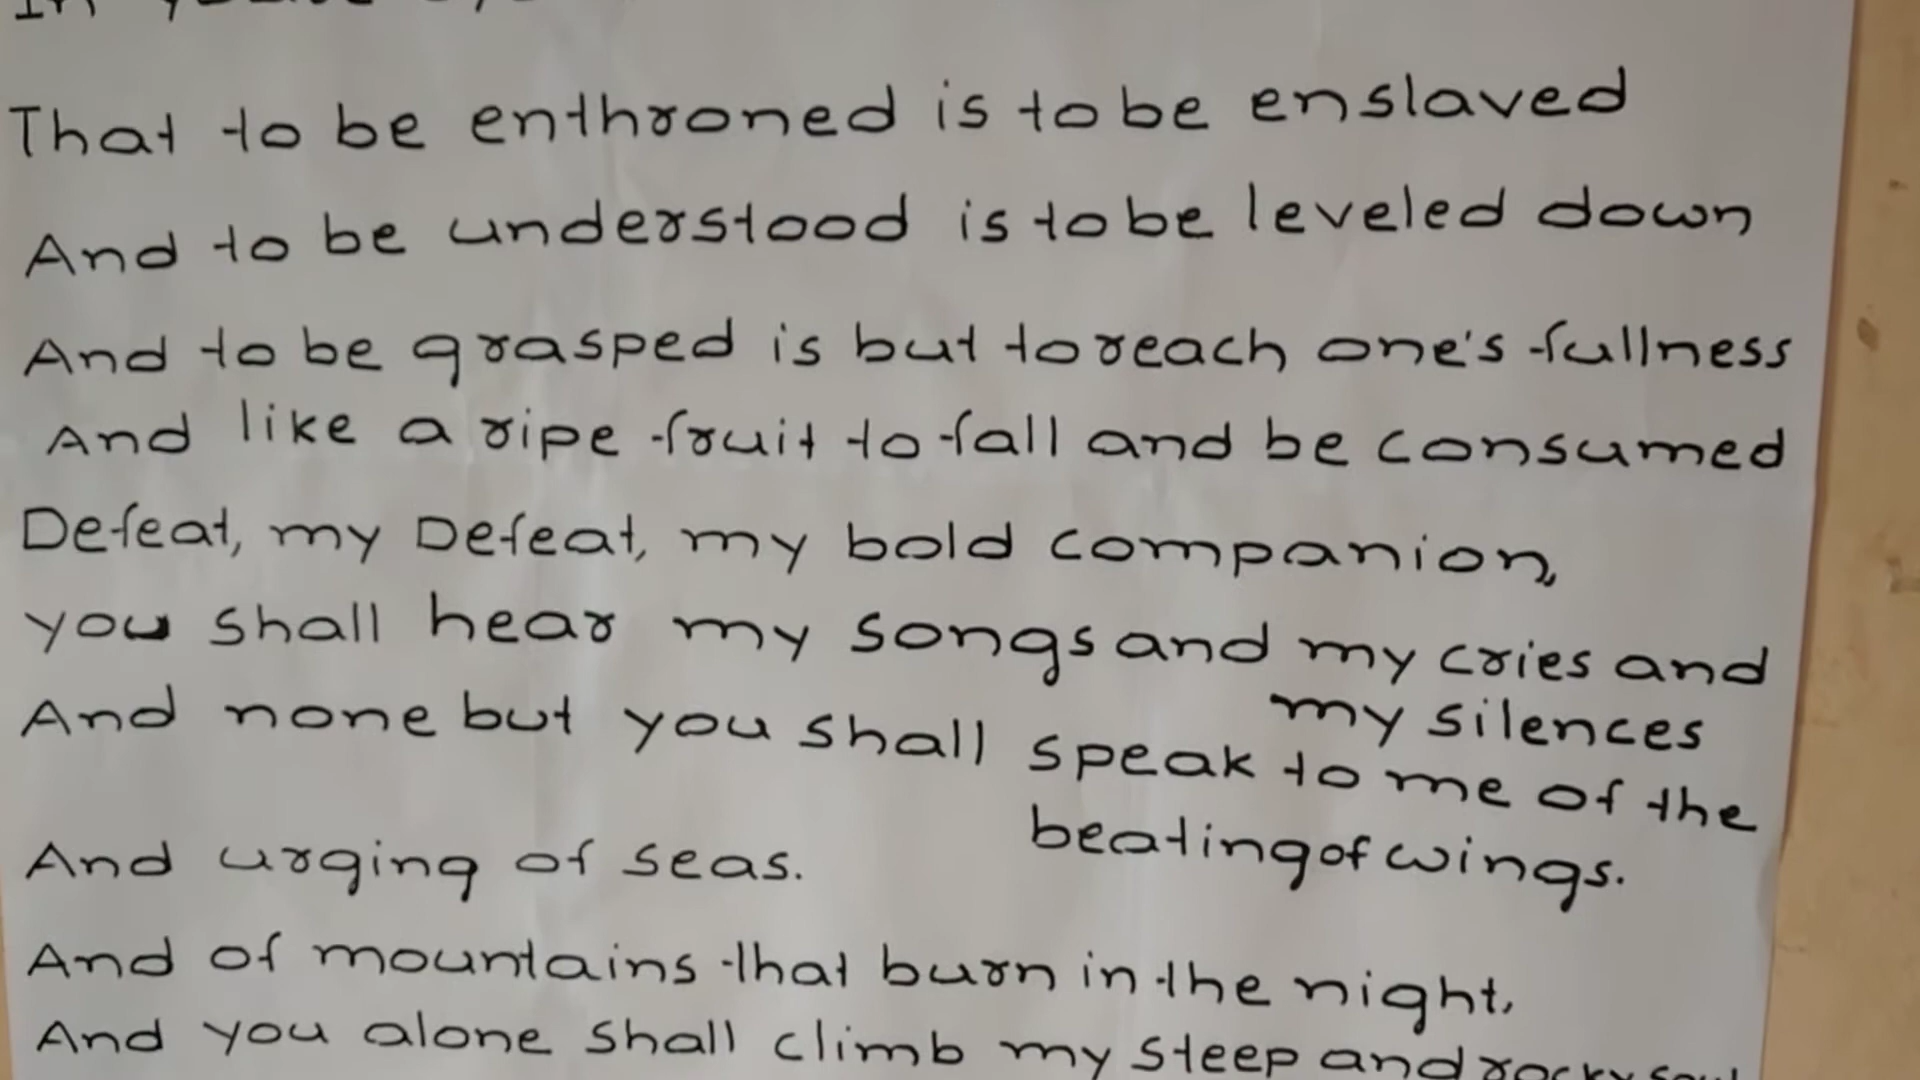 In
That to be enthroned is to be enslaved
And to be understood is to be leveled down
And to be grasped is but to reach one's fullness
And like a ripe fruit to fall and be consumed
Defeat, my Defeat, my bold companion,
you shall hear my songs and my cries and
my silences
And none but you shall speak to me of the
beating of wings.
And urging of seas.
And of mountains that burn in the night,
And you alone shall climb my steep and rocky soul